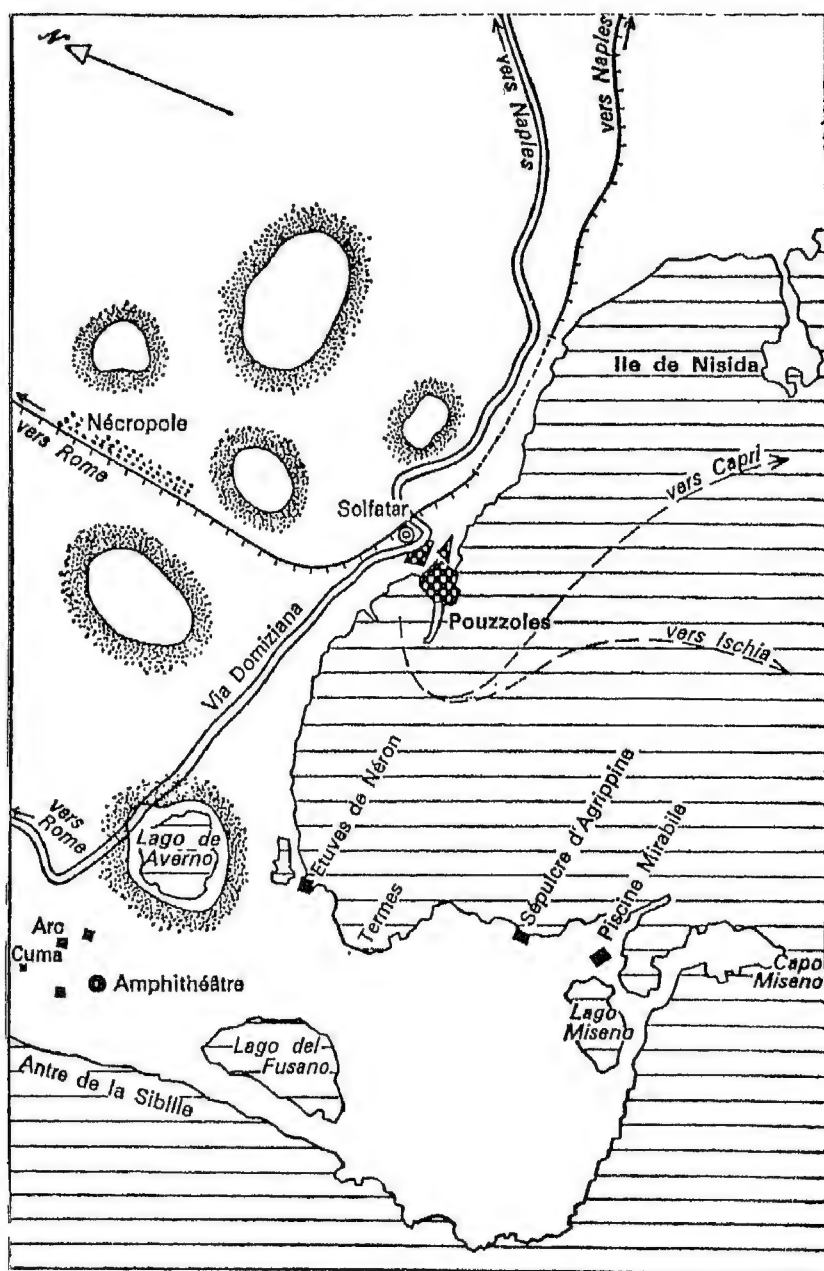 N
vers Naples
vers Naples
Ile de Nisida
Nécropole
vers Rome
vers Capri
Solfatar
Pouzzoles
vers Ischia
Via Domiziana
vers
Rome
Lago de
Averno
Etuves de Néron
Termes
Sépulcre d'Agrippine
Piscine Mirabile
Arc
Cuma
Amphithéâtre
Capo
Miseno
Lago
Miseno
Lago del
Fusano
Antre de la Sibille